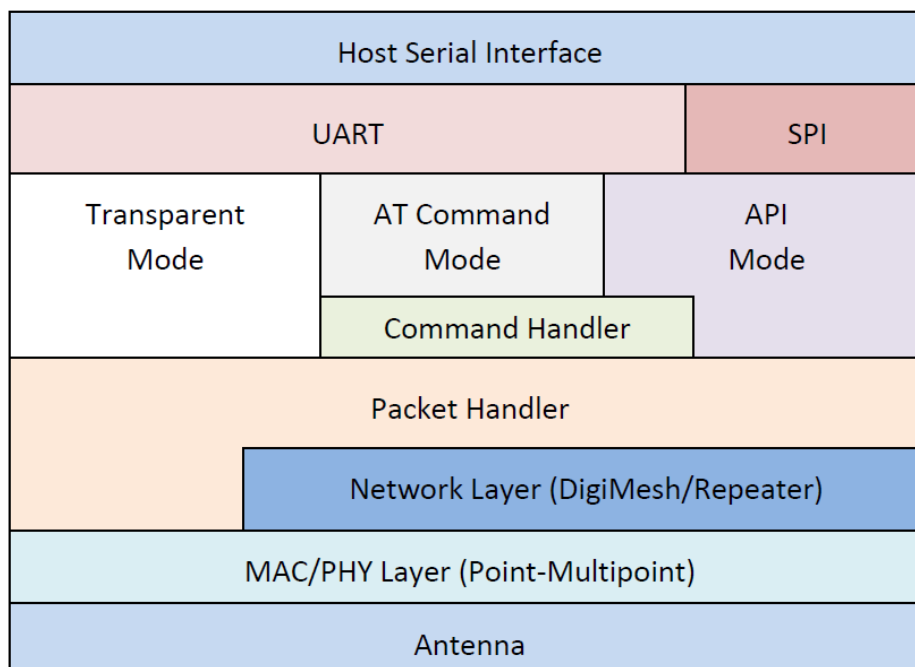 Host Serial Interface
UART
SPI
Transparent
Mode
AT Command
Mode
API
Mode
Command Handler
Packet Handler
Network Layer (DigiMesh/Repeater)
MAC/PHY Layer (Point-Multipoint)
Antenna